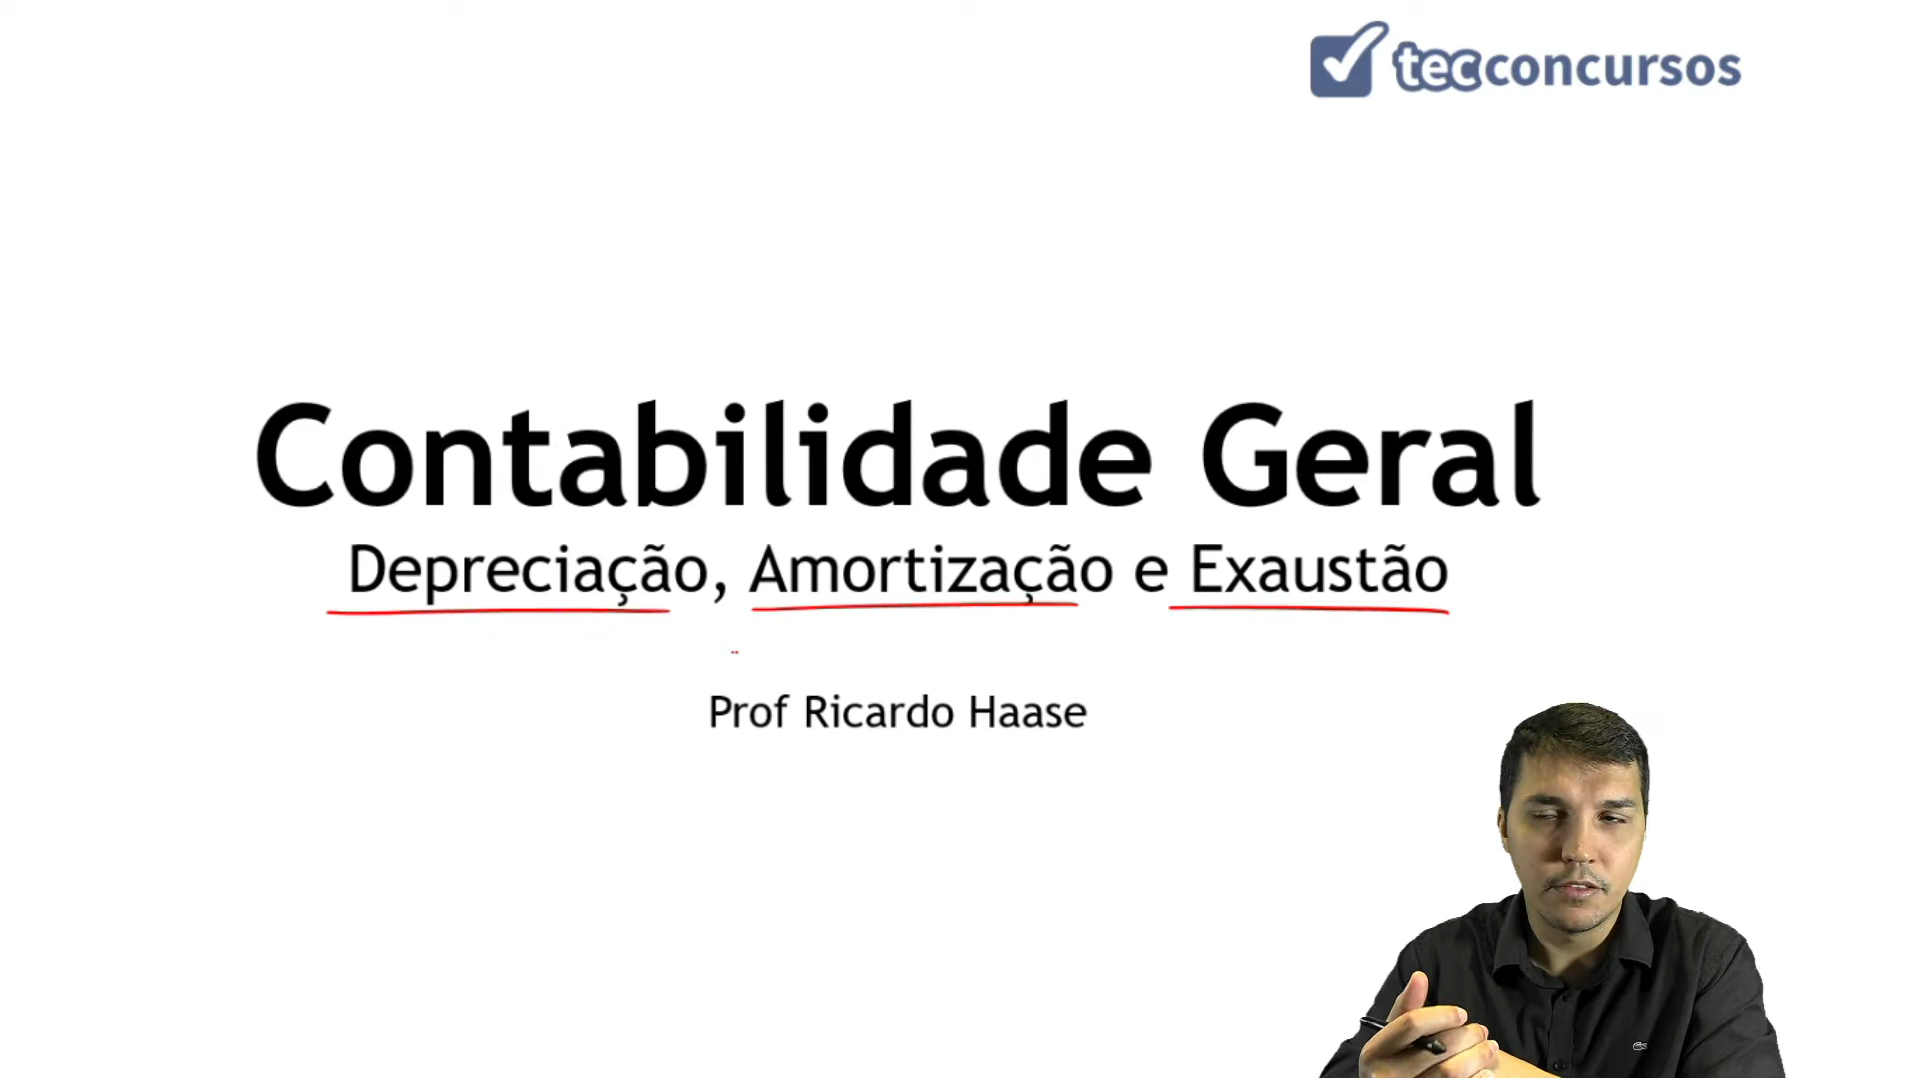 tecconcursos
Contabilidade Geral
Depreciação, Amortização e Exaustão
Prof Ricardo Haase